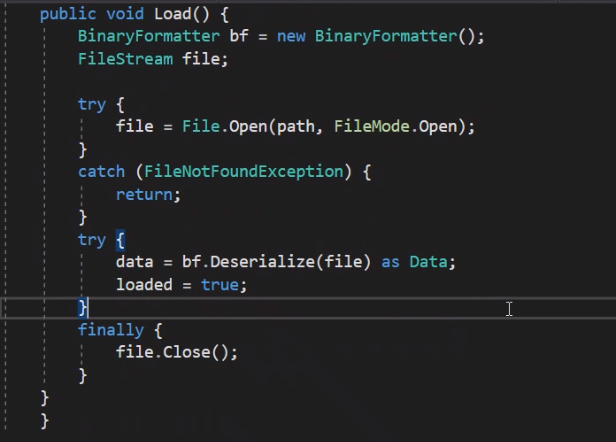 public void Load() {
BinaryFormatter bf = new BinaryFormatter();
FileStream file;
try {
file = File.Open(path, FileMode.Open);
}
catch (FileNotFoundException) {
return;
}
try {
data = bf.Deserialize(file) as Data;
loaded = true;
}
finally {
file.Close();
}
}
}